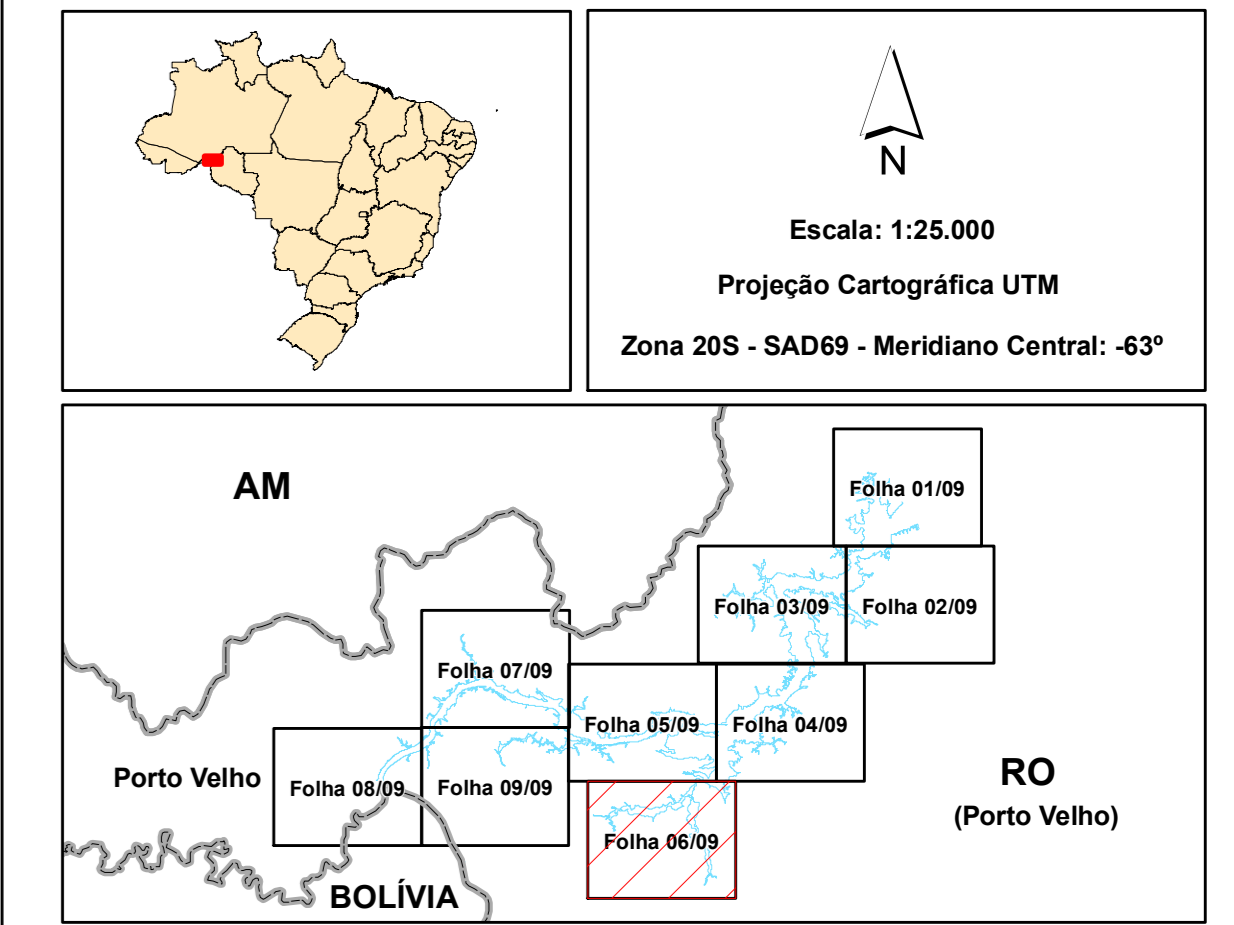 N
Escala: 1:25.000
Projeção Cartográfica UTM
Zona 20S - SAD69 - Meridiano Central: -63º
AM
Folha 01/09
Folha 03/09
Folha 02/09
Folha 07/09
Folha 05/09
Folha 04/09
Porto Velho
Folha 08/09
Folha 09/09
RO
(Porto Velho)
Folha 06/09
BOLÍVIA